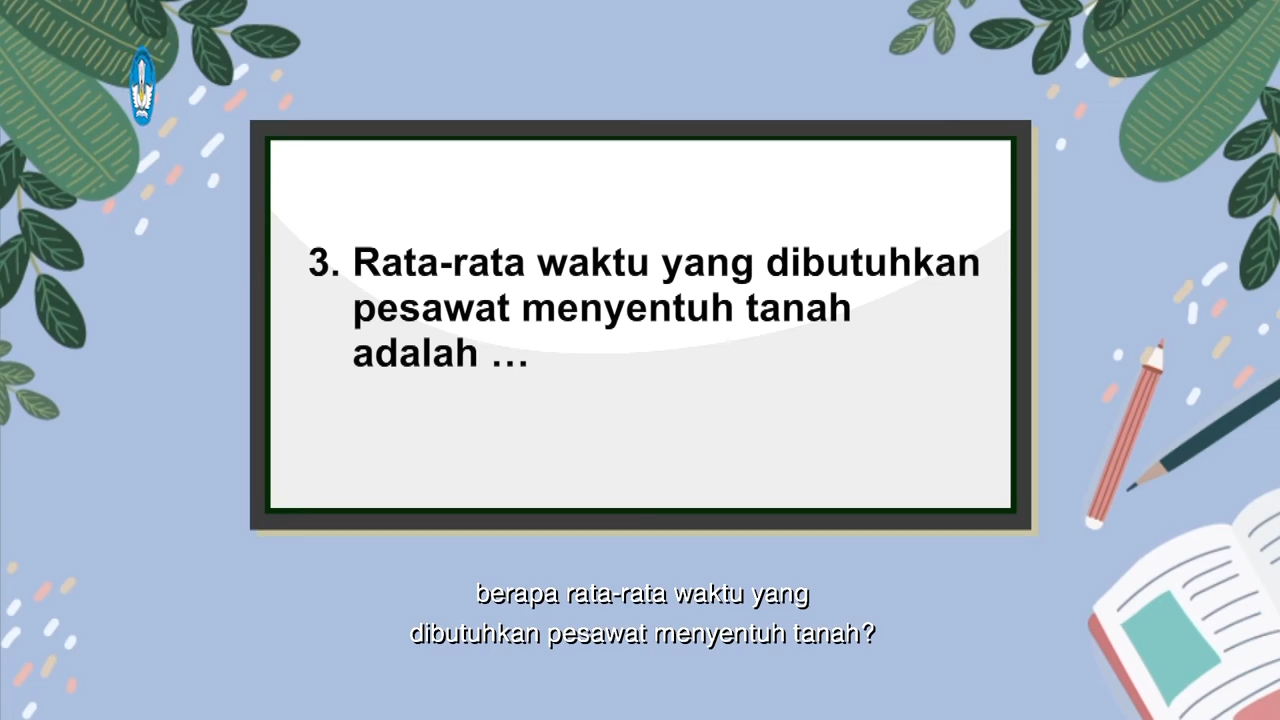 3. Rata-rata waktu yang dibutuhkan
pesawat menyentuh tanah
adalah …
berapa rata-rata waktu yang
dibutuhkan pesawat menyentuh tanah?